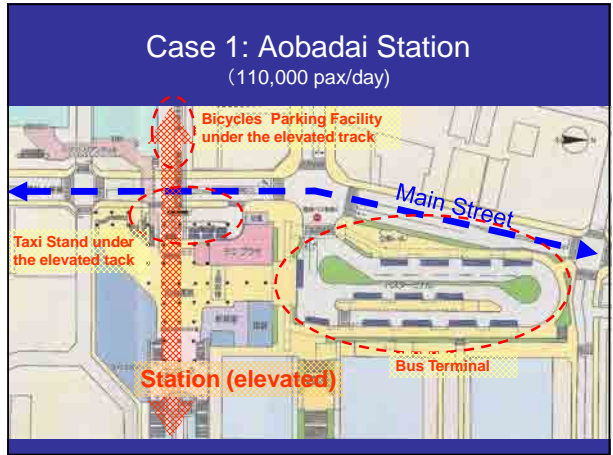 Case 1: Aobadai Station
（110,000 pax/day)
Bicycles Parking Facility
under the elevated track
Main Street
Taxi Stand under
the elevated tack
Station (elevated)
Bus Terminal